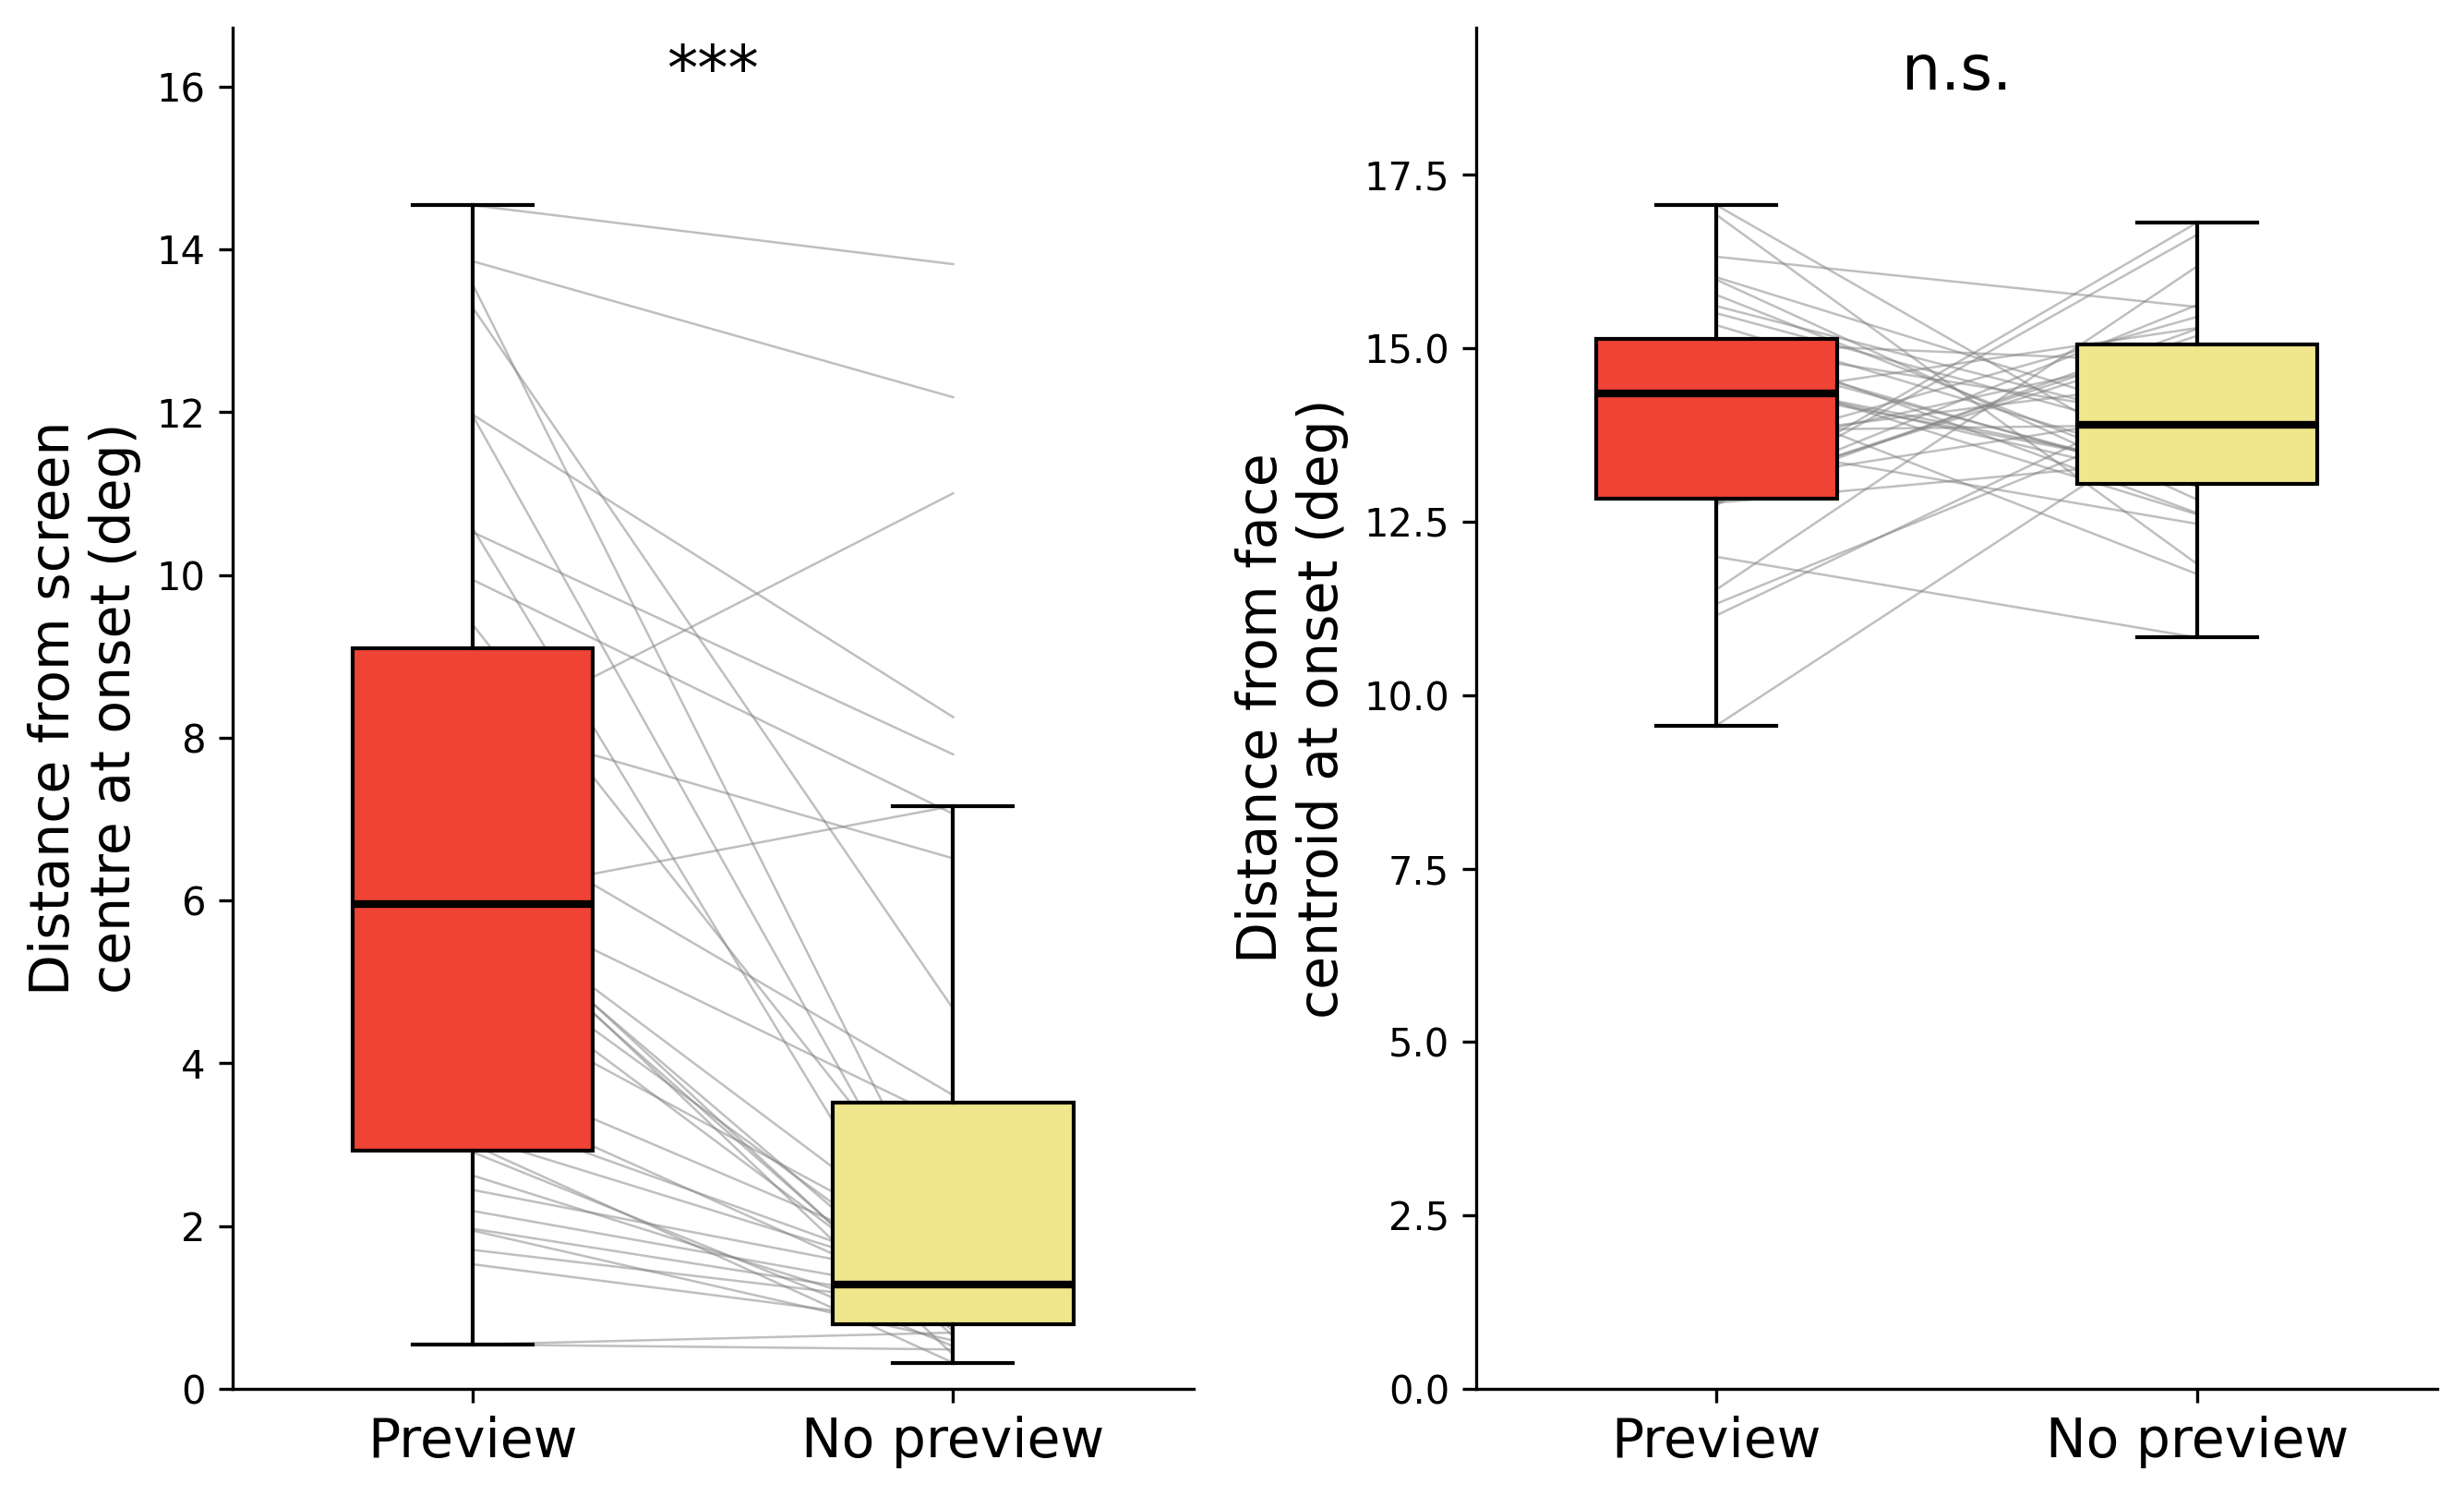 ***
16
14
12
10
8
6
4
2
0
Distance from screen
centre at onset (deg)
Preview
No preview
n.s.
17.5
15.0
12.5
10.0
7.5
5.0
2.5
0.0
Distance from face
centroid at onset (deg)
Preview
No preview